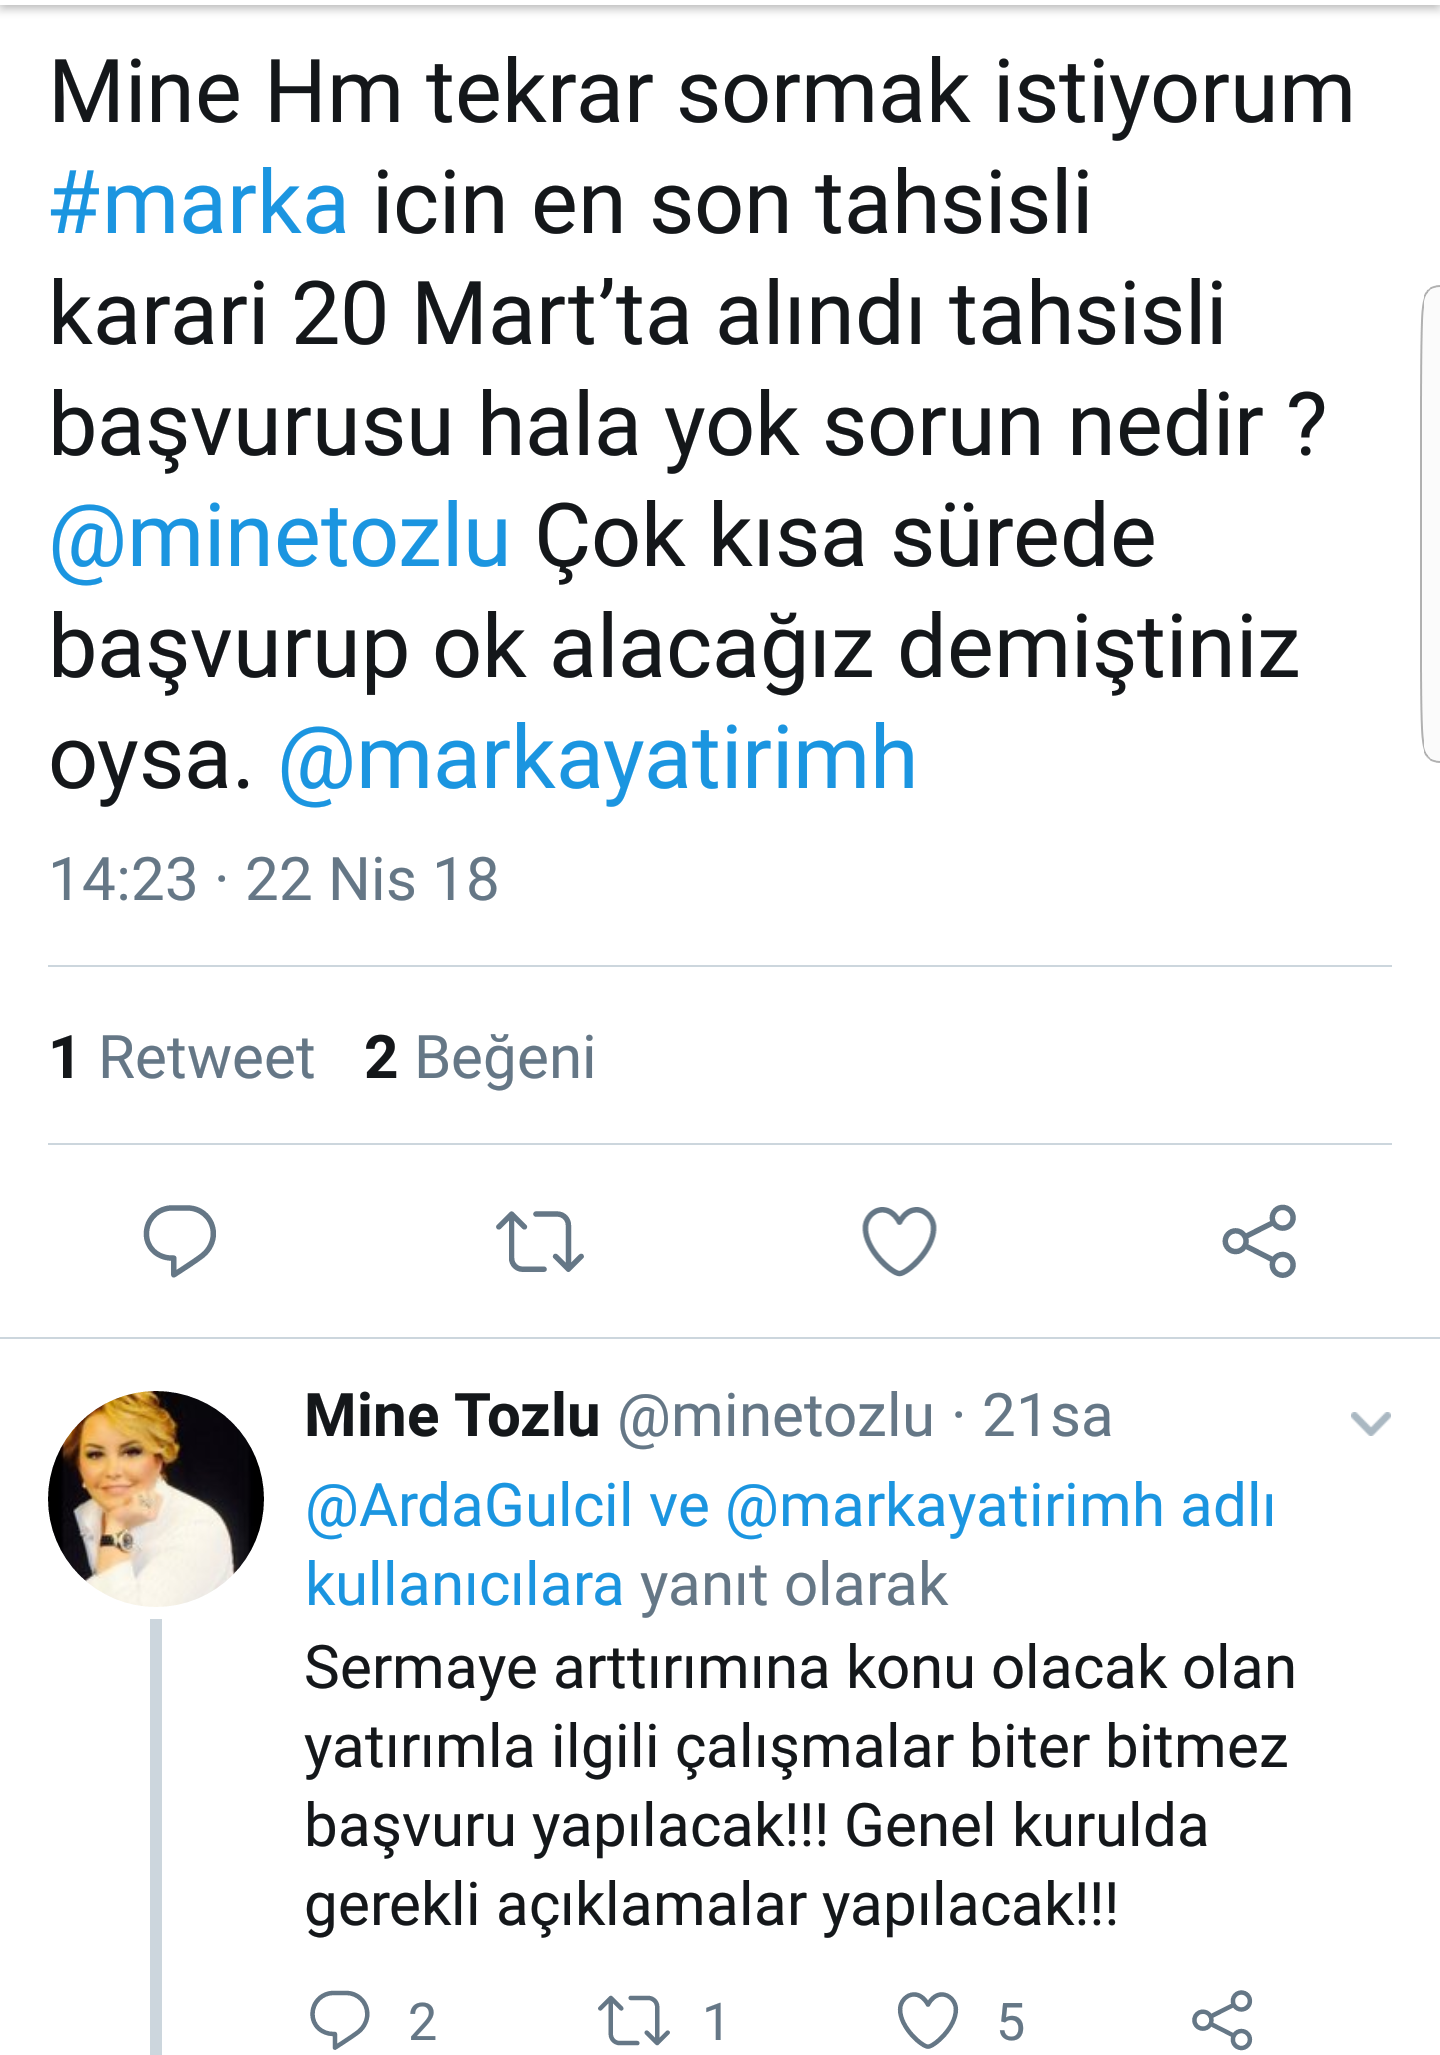 Mine Hm tekrar sormak istiyorum
#marka icin en son tahsisli
karari 20 Mart’ta alındı tahsisli
başvurusu hala yok sorun nedir ?
@minetozlu Çok kısa sürede
başvurup ok alacağız demiştiniz
oysa. @markayatirimh
14:23 · 22 Nis 18
1 Retweet 2 Beğeni
Mine Tozlu @minetozlu · 21sa
@ArdaGulcil ve @markayatirimh adlı
kullanıcılara yanıt olarak
Sermaye arttırımına konu olacak olan
yatırımla ilgili çalışmalar biter bitmez
başvuru yapılacak!!! Genel kurulda
gerekli açıklamalar yapılacak!!!
2 1 5